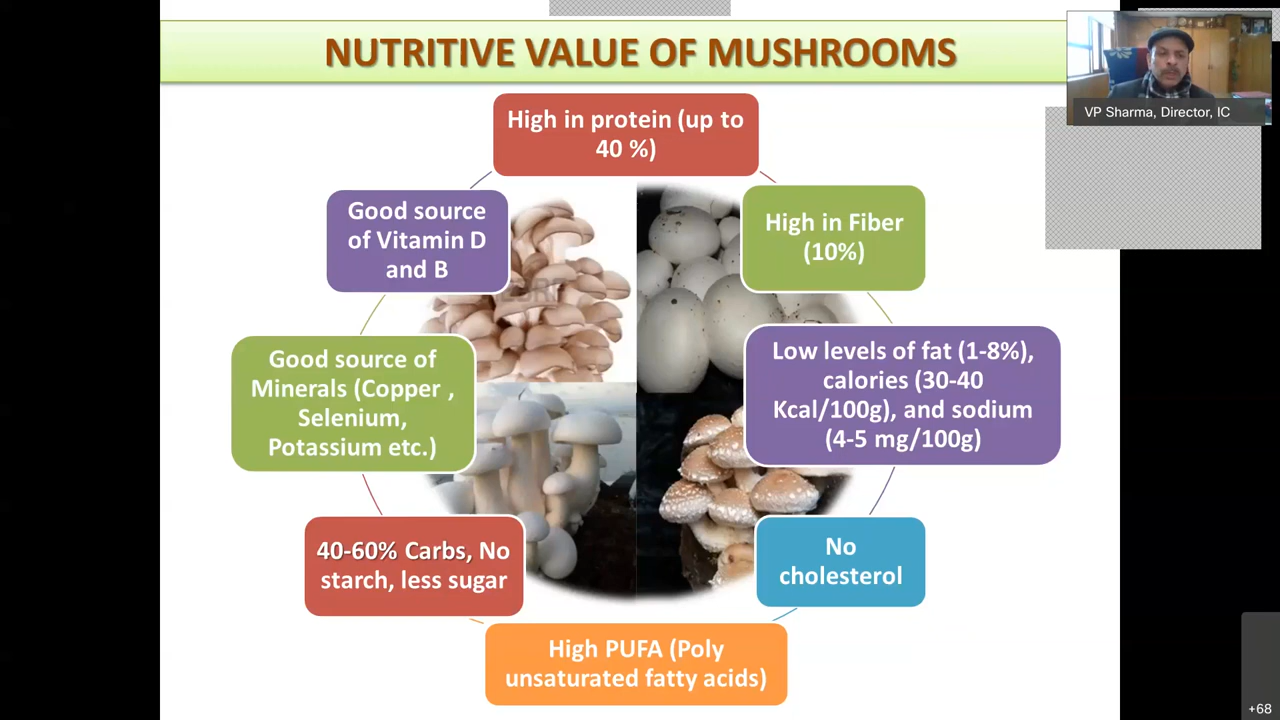 NUTRITIVE VALUE OF MUSHROOMS
VP Sharma, Director, IC
High in protein (up to
40 %)
High in Fiber
(10%)
Low levels of fat (1-8%),
calories (30-40
Kcal/100g), and sodium
(4-5 mg/100g)
No
cholesterol
High PUFA (Poly
unsaturated fatty acids)
40-60% Carbs, No
starch, less sugar
Good source of
Minerals (Copper ,
Selenium,
Potassium etc.)
Good source
of Vitamin D
and B
+68